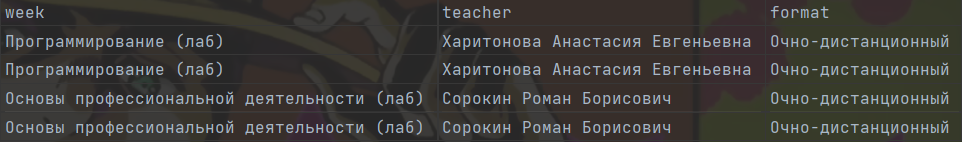 week teacher format
Программирование (лаб) Харитонова Анастасия Евгеньевна Очно-дистанционный
Программирование (лаб) Харитонова Анастасия Евгеньевна Очно-дистанционный
Основы профессиональной деятельности (лаб) Сорокин Роман Борисович Очно-дистанционный
Основы профессиональной деятельности (лаб) Сорокин Роман Борисович Очно-дистанционный